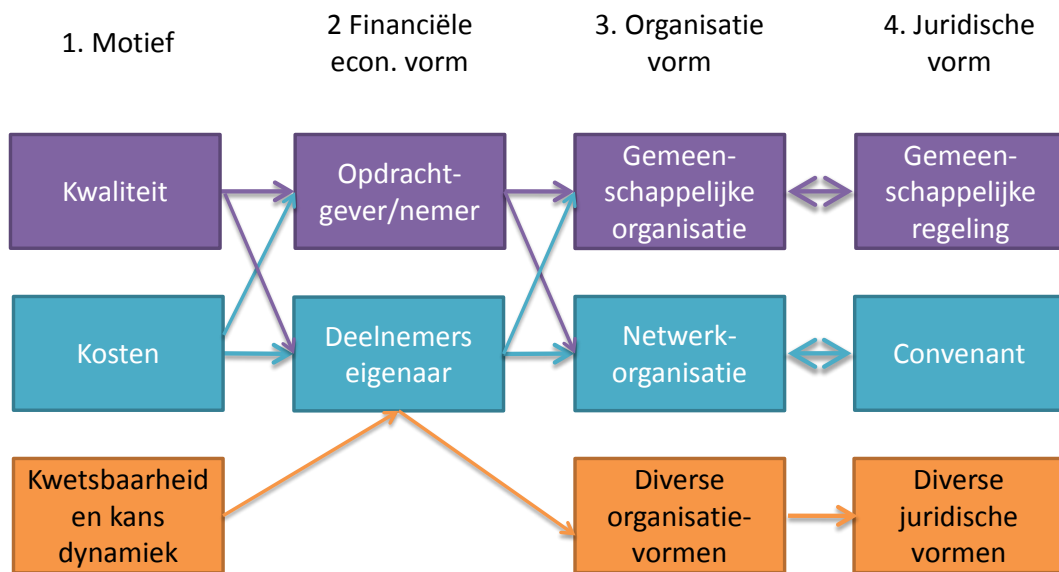 1. Motief
2 Financiële
econ. vorm
3. Organisatie
vorm
4. Juridische
vorm
Kwaliteit
Opdracht-
gever/nemer
Gemeen-
schappelijke
organisatie
Gemeen-
schappelijke
regeling
Kosten
Deelnemers
eigenaar
Netwerk-
organisatie
Convenant
Kwetsbaarheid
en kans
dynamiek
Diverse
organisatie-
vormen
Diverse
juridische
vormen